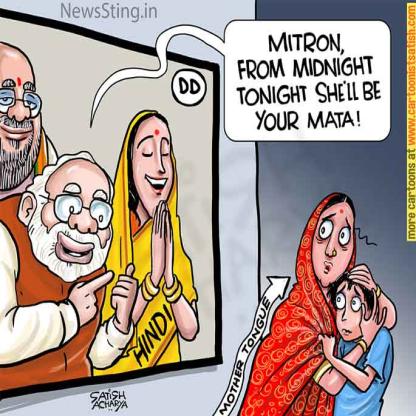 NewsSting.in
MITRON,
FROM MIDNIGHT
TONIGHT SHE'LL BE
YOUR MATA!
DD
HINDI
MOTHER TONGUE
SATISH
ACHARYA
more cartoons at www.cartoonistsatish.com